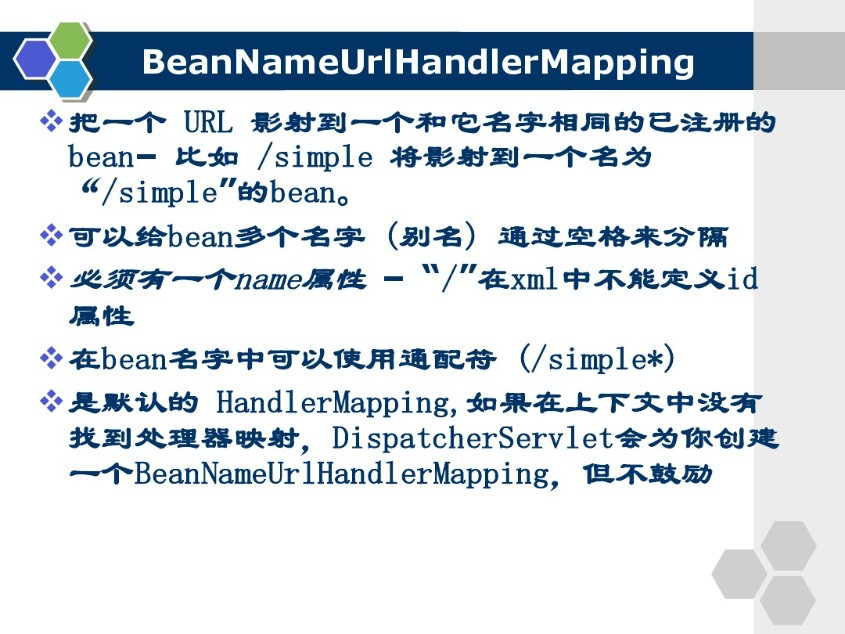 BeanNameUrlHandlerMapping
把一个 URL 影射到一个和它名字相同的已注册的
bean- 比如 /simple 将影射到一个名为
“/simple”的bean。
可以给bean多个名字 (别名) 通过空格来分隔
必须有一个name属性 - “/”在xml中不能定义id
属性
在bean名字中可以使用通配符 (/simple*)
是默认的 HandlerMapping,如果在上下文中没有
找到处理器映射, DispatcherServlet会为你创建
一个BeanNameUrlHandlerMapping, 但不鼓励